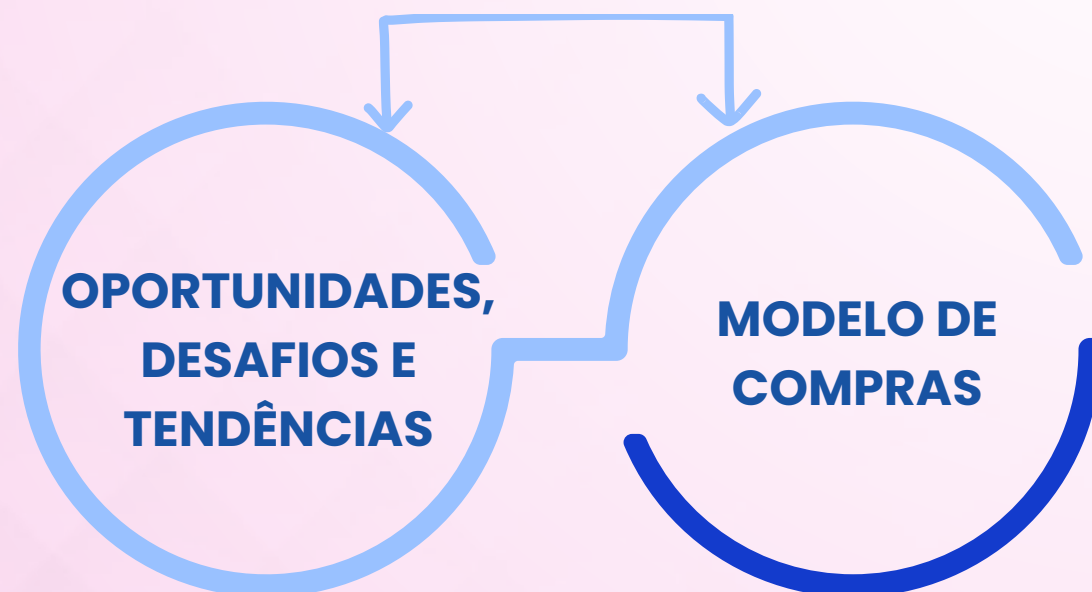 OPORTUNIDADES,
DESAFIOS E
TENDÊNCIAS
MODELO DE
COMPRAS